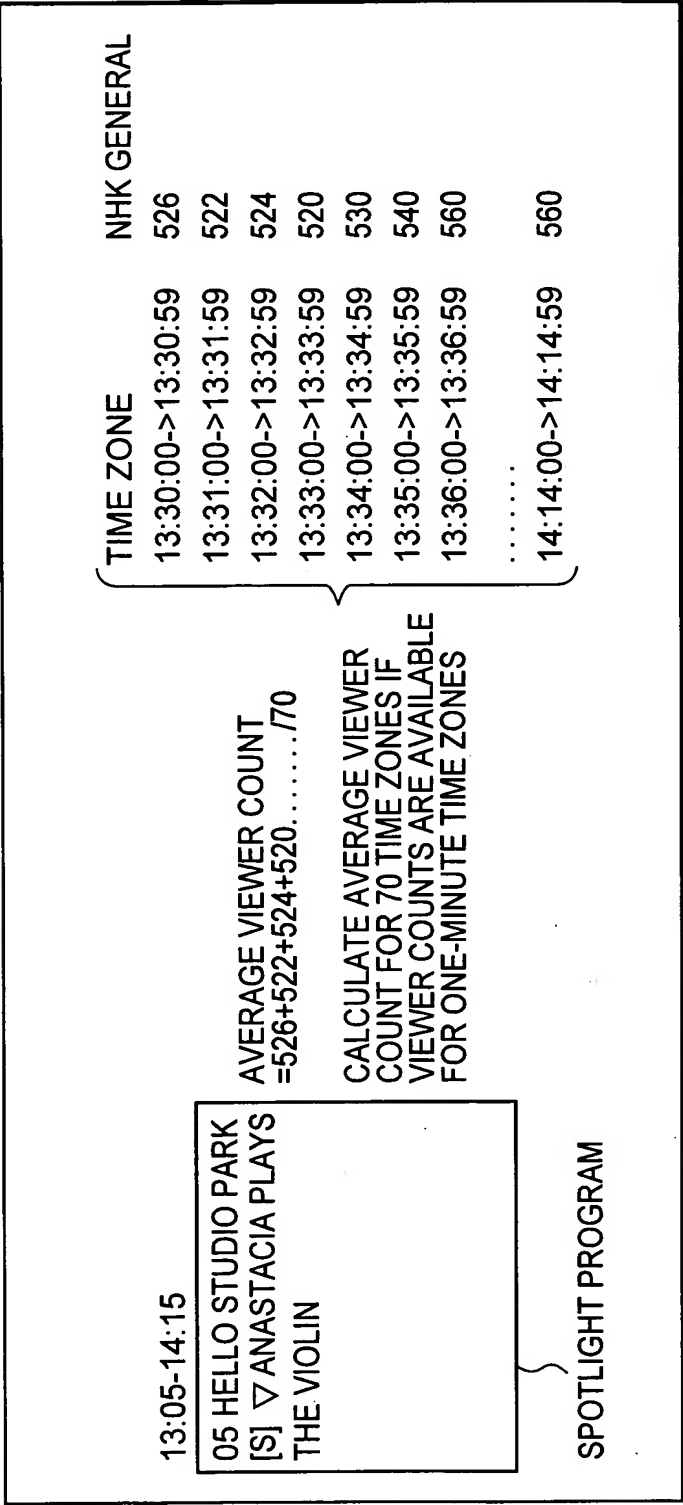 13:05-14:15
05 HELLO STUDIO PARK
[S] ▽ ANASTACIA PLAYS
THE VIOLIN
SPOTLIGHT PROGRAM
AVERAGE VIEWER COUNT
=526+522+524+520......../70
CALCULATE AVERAGE VIEWER
COUNT FOR 70 TIME ZONES IF
VIEWER COUNTS ARE AVAILABLE
FOR ONE-MINUTE TIME ZONES
TIME ZONE NHK GENERAL
13:30:00->13:30:59 526
13:31:00->13:31:59 522
13:32:00->13:32:59 524
13:33:00->13:33:59 520
13:34:00->13:34:59 530
13:35:00->13:35:59 540
13:36:00->13:36:59 560
........
14:14:00->14:14:59 560